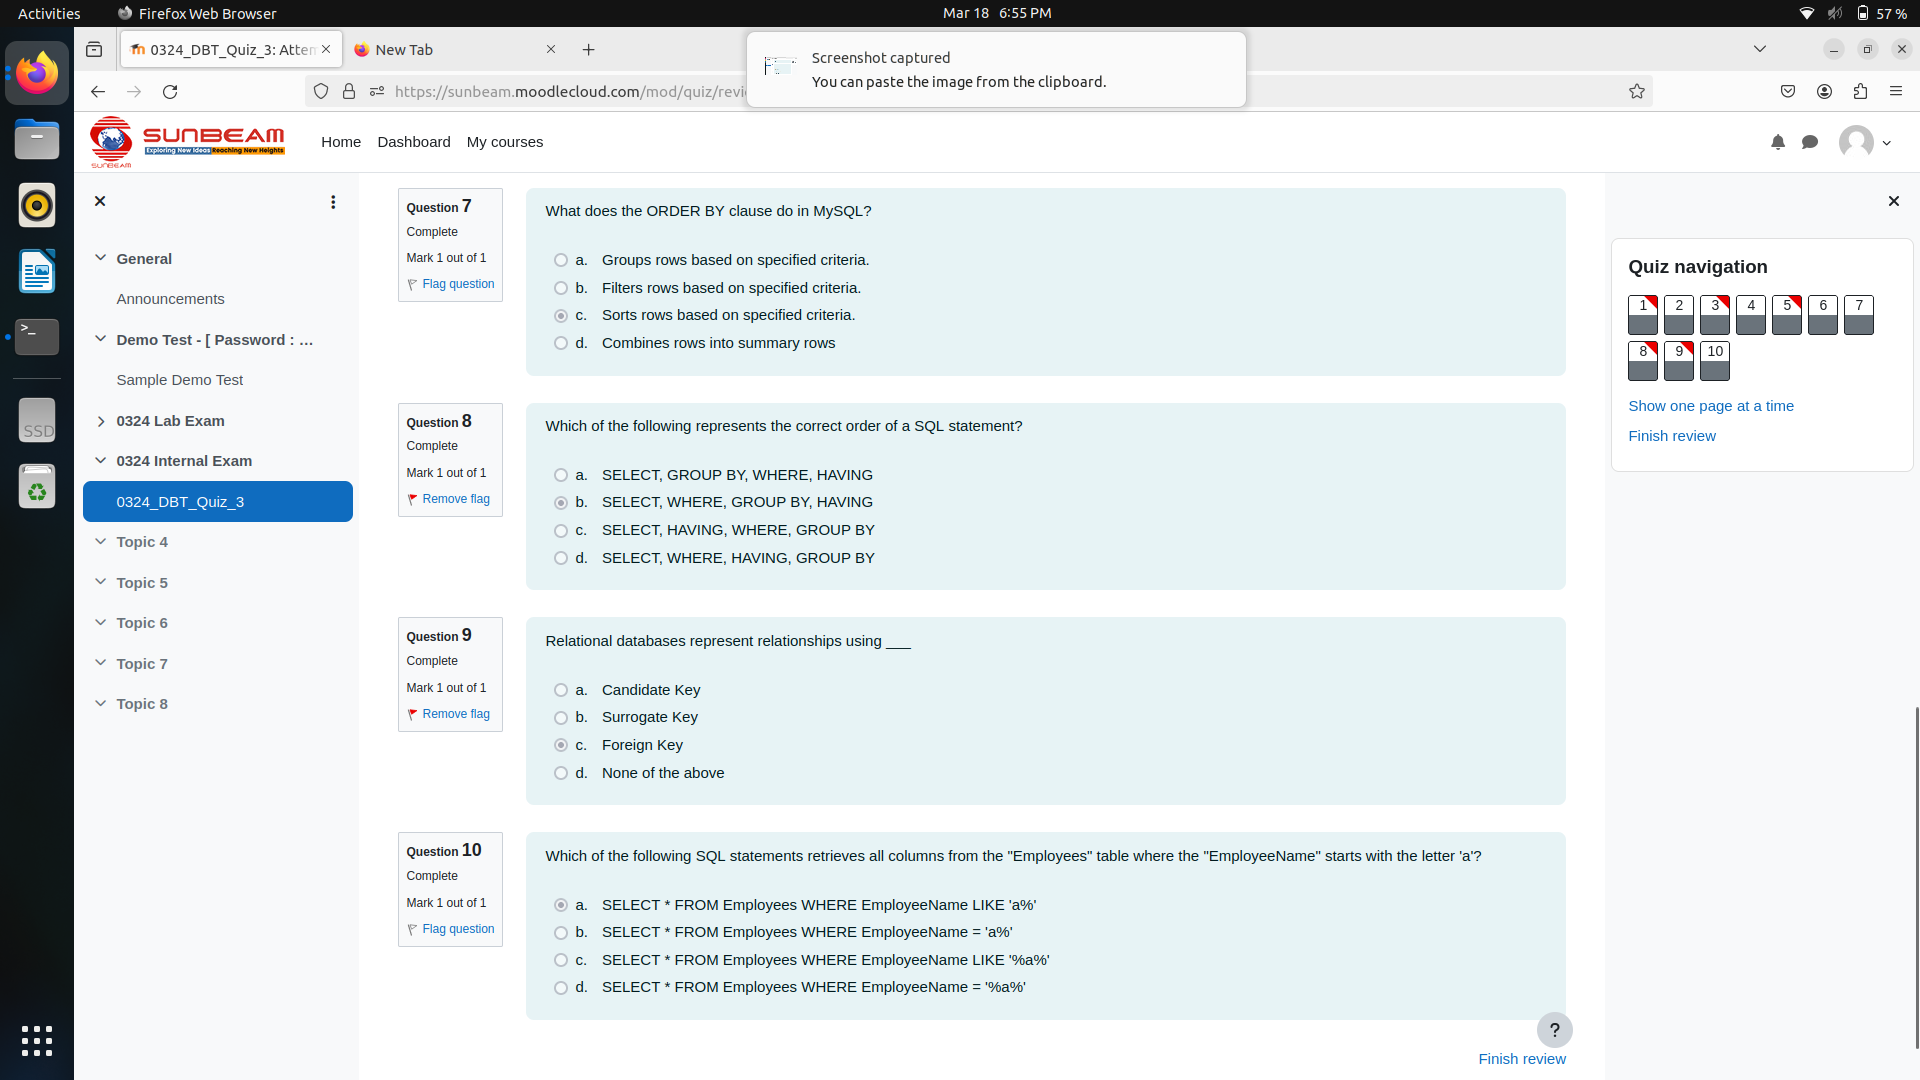 Activities
Firefox Web Browser
Mar 18 6:55 PM
57 %
0324_DBT_Quiz_3: Atten
New Tab
Screenshot captured
You can paste the image from the clipboard.
https://sunbeam.moodlecloud.com/mod/quiz/revi
SUNBEAM
SUNBEAM
Exploring New Ideas Reaching New Heights
Home
Dashboard
My courses
General
Announcements
Demo Test - [ Password : ...
Sample Demo Test
0324 Lab Exam
0324 Internal Exam
0324_DBT_Quiz_3
Topic 4
Topic 5
Topic 6
Topic 7
Topic 8
>_
SSD
Question 7
Complete
Mark 1 out of 1
Flag question
What does the ORDER BY clause do in MySQL?
a. Groups rows based on specified criteria.
b. Filters rows based on specified criteria.
c. Sorts rows based on specified criteria.
d. Combines rows into summary rows
Question 8
Complete
Mark 1 out of 1
Remove flag
Which of the following represents the correct order of a SQL statement?
a. SELECT, GROUP BY, WHERE, HAVING
b. SELECT, WHERE, GROUP BY, HAVING
c. SELECT, HAVING, WHERE, GROUP BY
d. SELECT, WHERE, HAVING, GROUP BY
Question 9
Complete
Mark 1 out of 1
Remove flag
Relational databases represent relationships using ___
a. Candidate Key
b. Surrogate Key
c. Foreign Key
d. None of the above
Question 10
Complete
Mark 1 out of 1
Flag question
Which of the following SQL statements retrieves all columns from the "Employees" table where the "EmployeeName" starts with the letter 'a'?
a. SELECT * FROM Employees WHERE EmployeeName LIKE 'a%'
b. SELECT * FROM Employees WHERE EmployeeName = 'a%'
c. SELECT * FROM Employees WHERE EmployeeName LIKE '%a%'
d. SELECT * FROM Employees WHERE EmployeeName = '%a%'
?
Finish review
Quiz navigation
1 2 3 4 5 6 7
8 9 10
Show one page at a time
Finish review